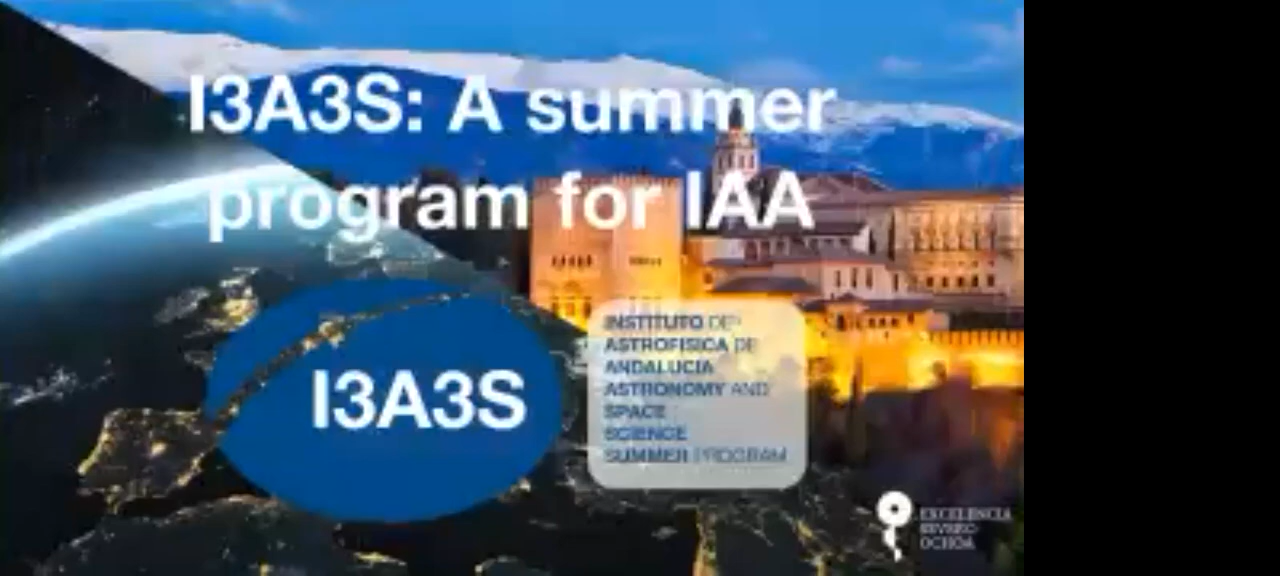 I3A3S: A summer
program for IAA
I3A3S
INSTITUTO DE
ASTROFISICA DE
ANDALUCIA
ASTRONOMY AND
SPACE
SCIENCE
SUMMER PROGRAM
EXCELENCIA
SEVERO
OCHOA